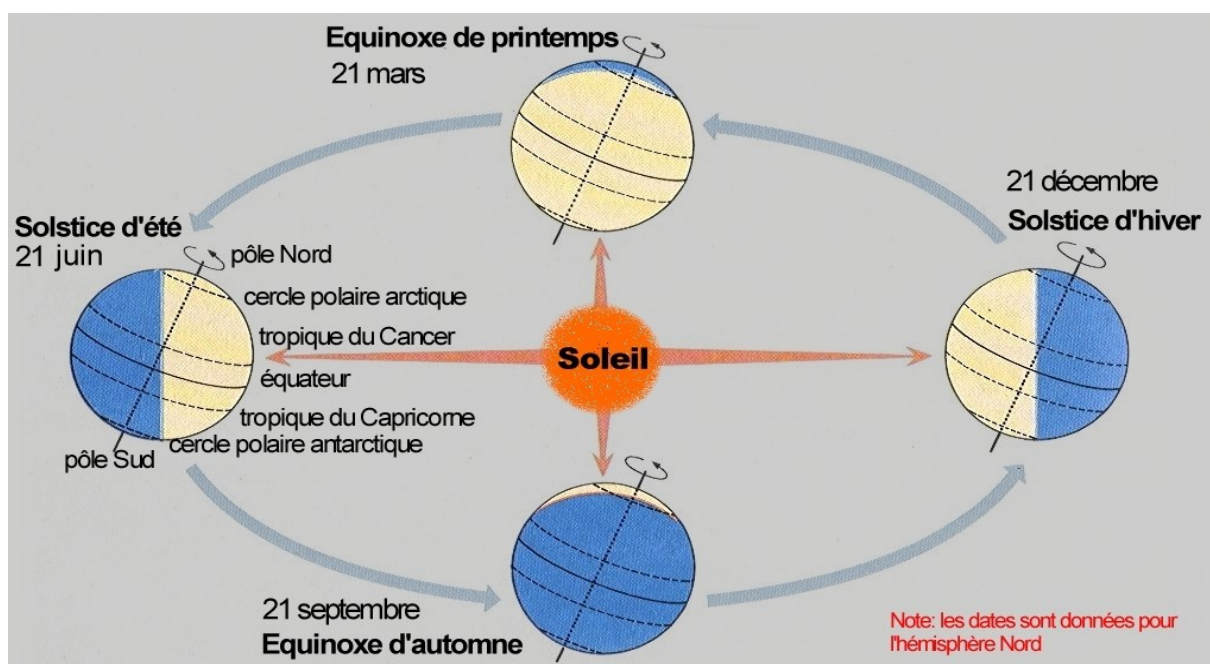 Equinoxe de printemps
21 mars
21 décembre
Solstice d'hiver
Solstice d'été
21 juin
pôle Nord
cercle polaire arctique
tropique du Cancer
Soleil
équateur
tropique du Capricorne
cercle polaire antarctique
pôle Sud
21 septembre
Equinoxe d'automne
Note: les dates sont données pour
l'hémisphère Nord